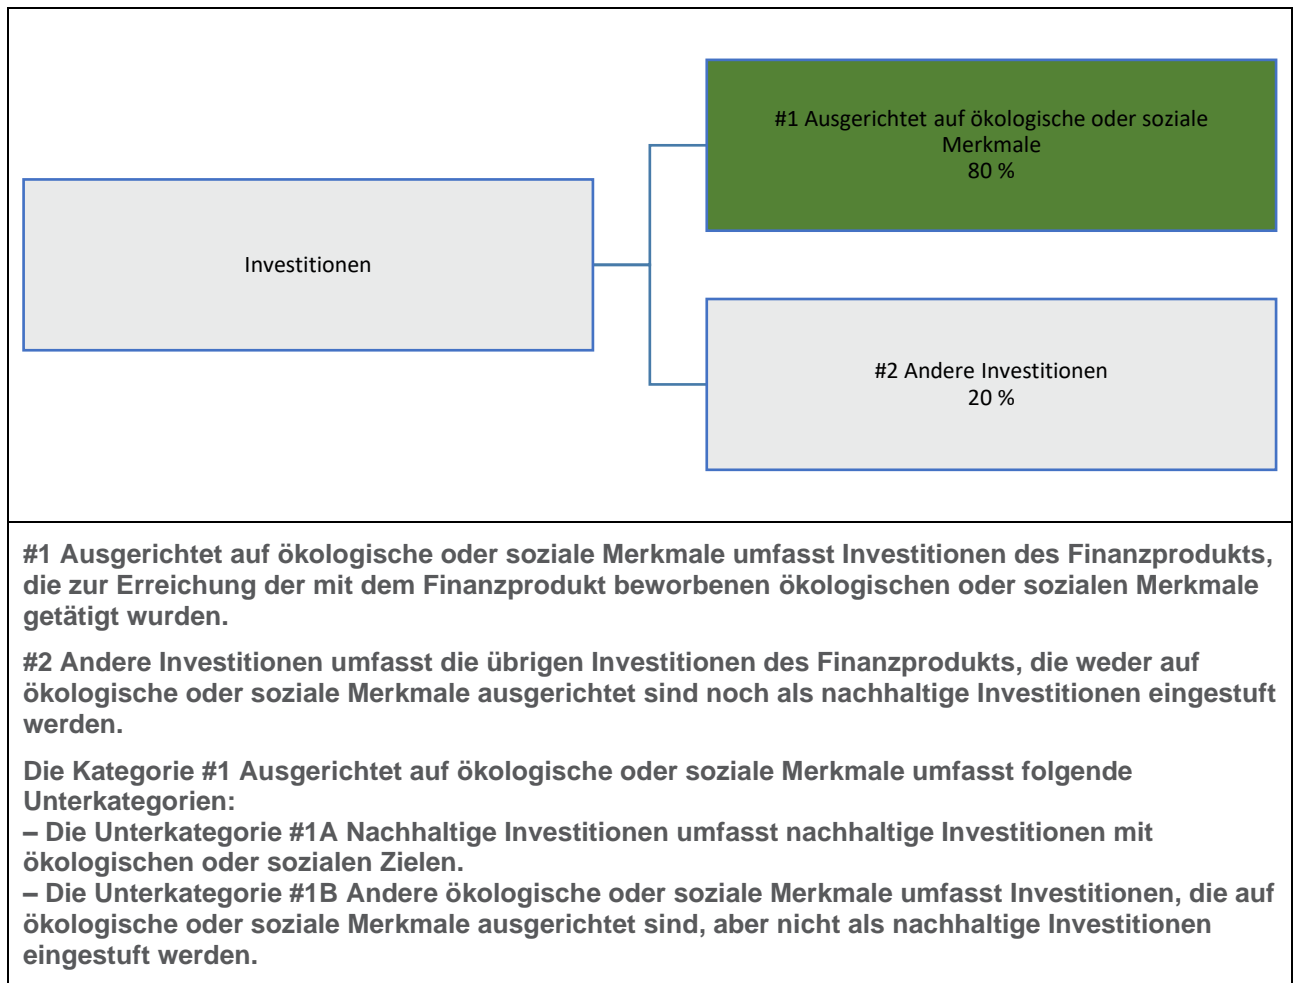 #1 Ausgerichtet auf ökologische oder soziale
Merkmale
80 %
Investitionen
#2 Andere Investitionen
20 %
#1 Ausgerichtet auf ökologische oder soziale Merkmale umfasst Investitionen des Finanzprodukts,
die zur Erreichung der mit dem Finanzprodukt beworbenen ökologischen oder sozialen Merkmale
getätigt wurden.
#2 Andere Investitionen umfasst die übrigen Investitionen des Finanzprodukts, die weder auf
ökologische oder soziale Merkmale ausgerichtet sind noch als nachhaltige Investitionen eingestuft
werden.
Die Kategorie #1 Ausgerichtet auf ökologische oder soziale Merkmale umfasst folgende
Unterkategorien:
– Die Unterkategorie #1A Nachhaltige Investitionen umfasst nachhaltige Investitionen mit
ökologischen oder sozialen Zielen.
– Die Unterkategorie #1B Andere ökologische oder soziale Merkmale umfasst Investitionen, die auf
ökologische oder soziale Merkmale ausgerichtet sind, aber nicht als nachhaltige Investitionen
eingestuft werden.